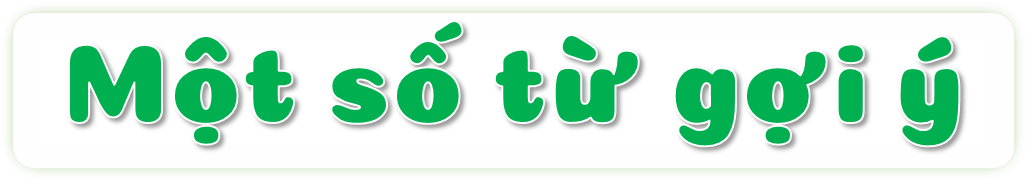 Một số từ gợi ý